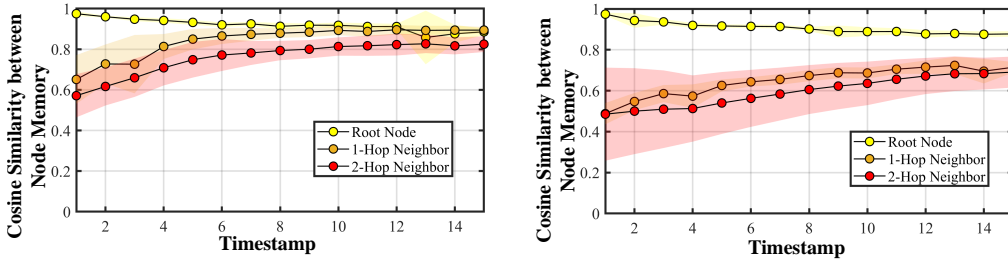 Cosine Similarity between
Node Memory
1
0.8
0.6
0.4
0.2
0
2
4
6
8
10
12
14
Timestamp
Root Node
1-Hop Neighbor
2-Hop Neighbor
Cosine Similarity between
Node Memory
1
0.8
0.6
0.4
0.2
0
2
4
6
8
10
12
14
Timestamp
Root Node
1-Hop Neighbor
2-Hop Neighbor